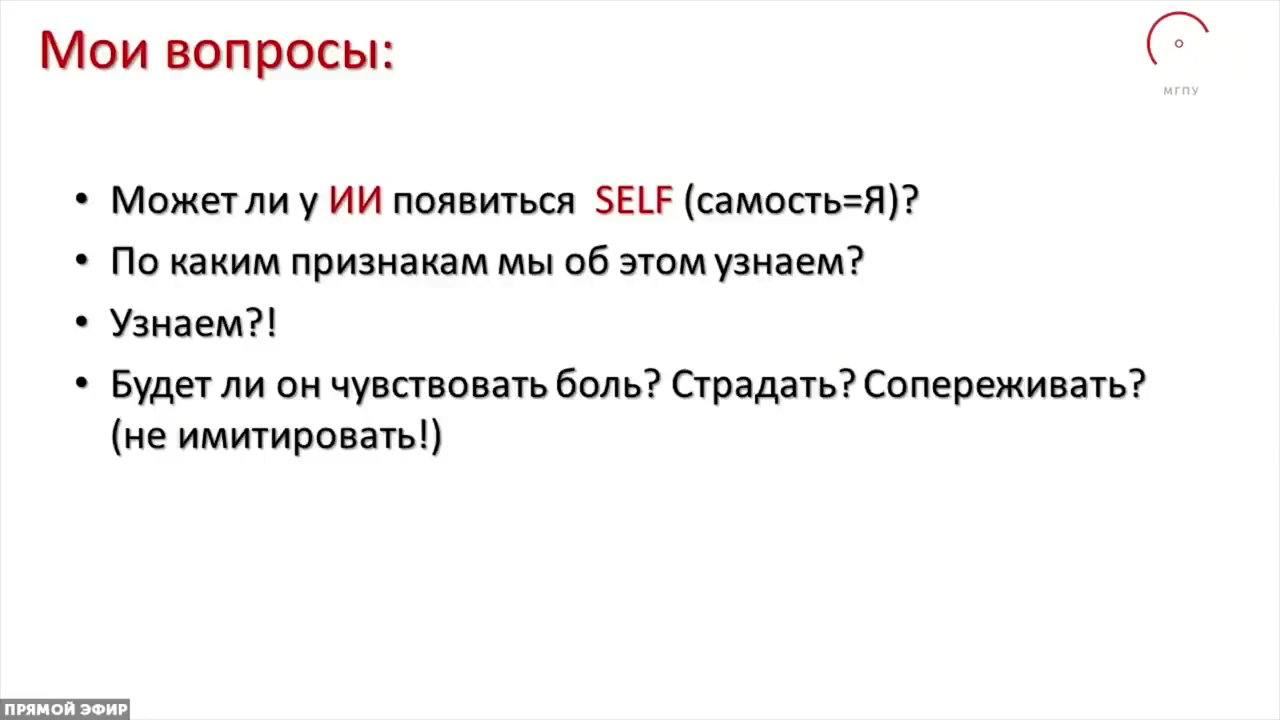 Мои вопросы:
МГПУ
• Может ли у ИИ появиться SELF (самость=Я)?
• По каким признакам мы об этом узнаем?
• Узнаем?!
• Будет ли он чувствовать боль? Страдать? Сопереживать?
(не имитировать!)
ПРЯМОЙ ЭФИР